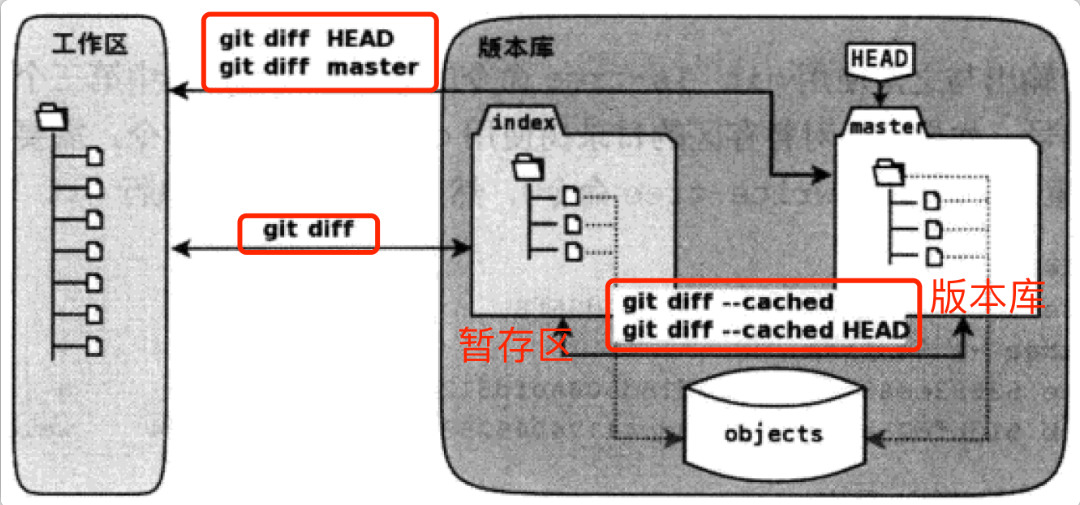 工作区
git diff HEAD
git diff master
版本库
HEAD
index
master
git diff
git diff --cached
git diff --cached HEAD
版本库
暂存区
objects